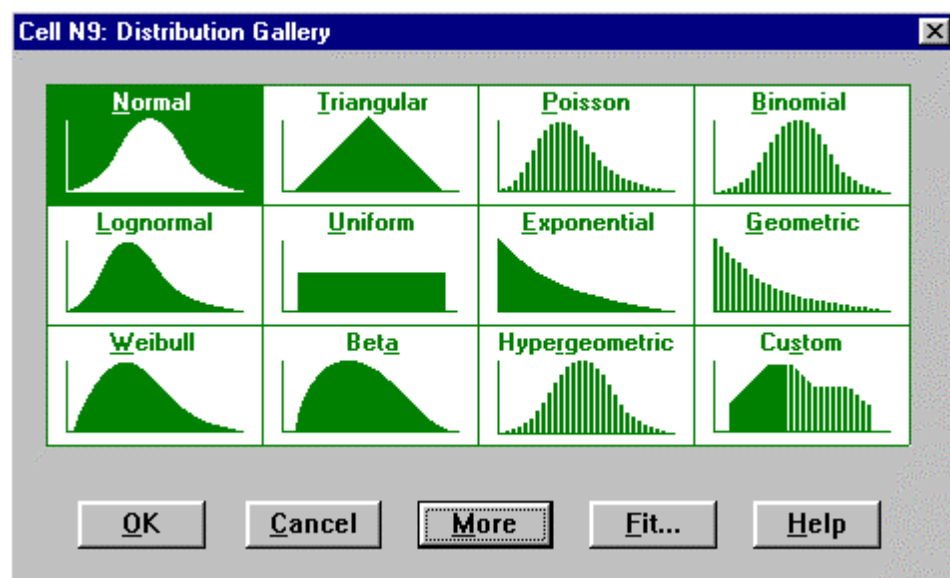 Cell N9: Distribution Gallery
Normal Triangular Poisson Binomial
Lognormal Uniform Exponential Geometric
Weibull Beta Hypergeometric Custom
OK Cancel More Fit... Help